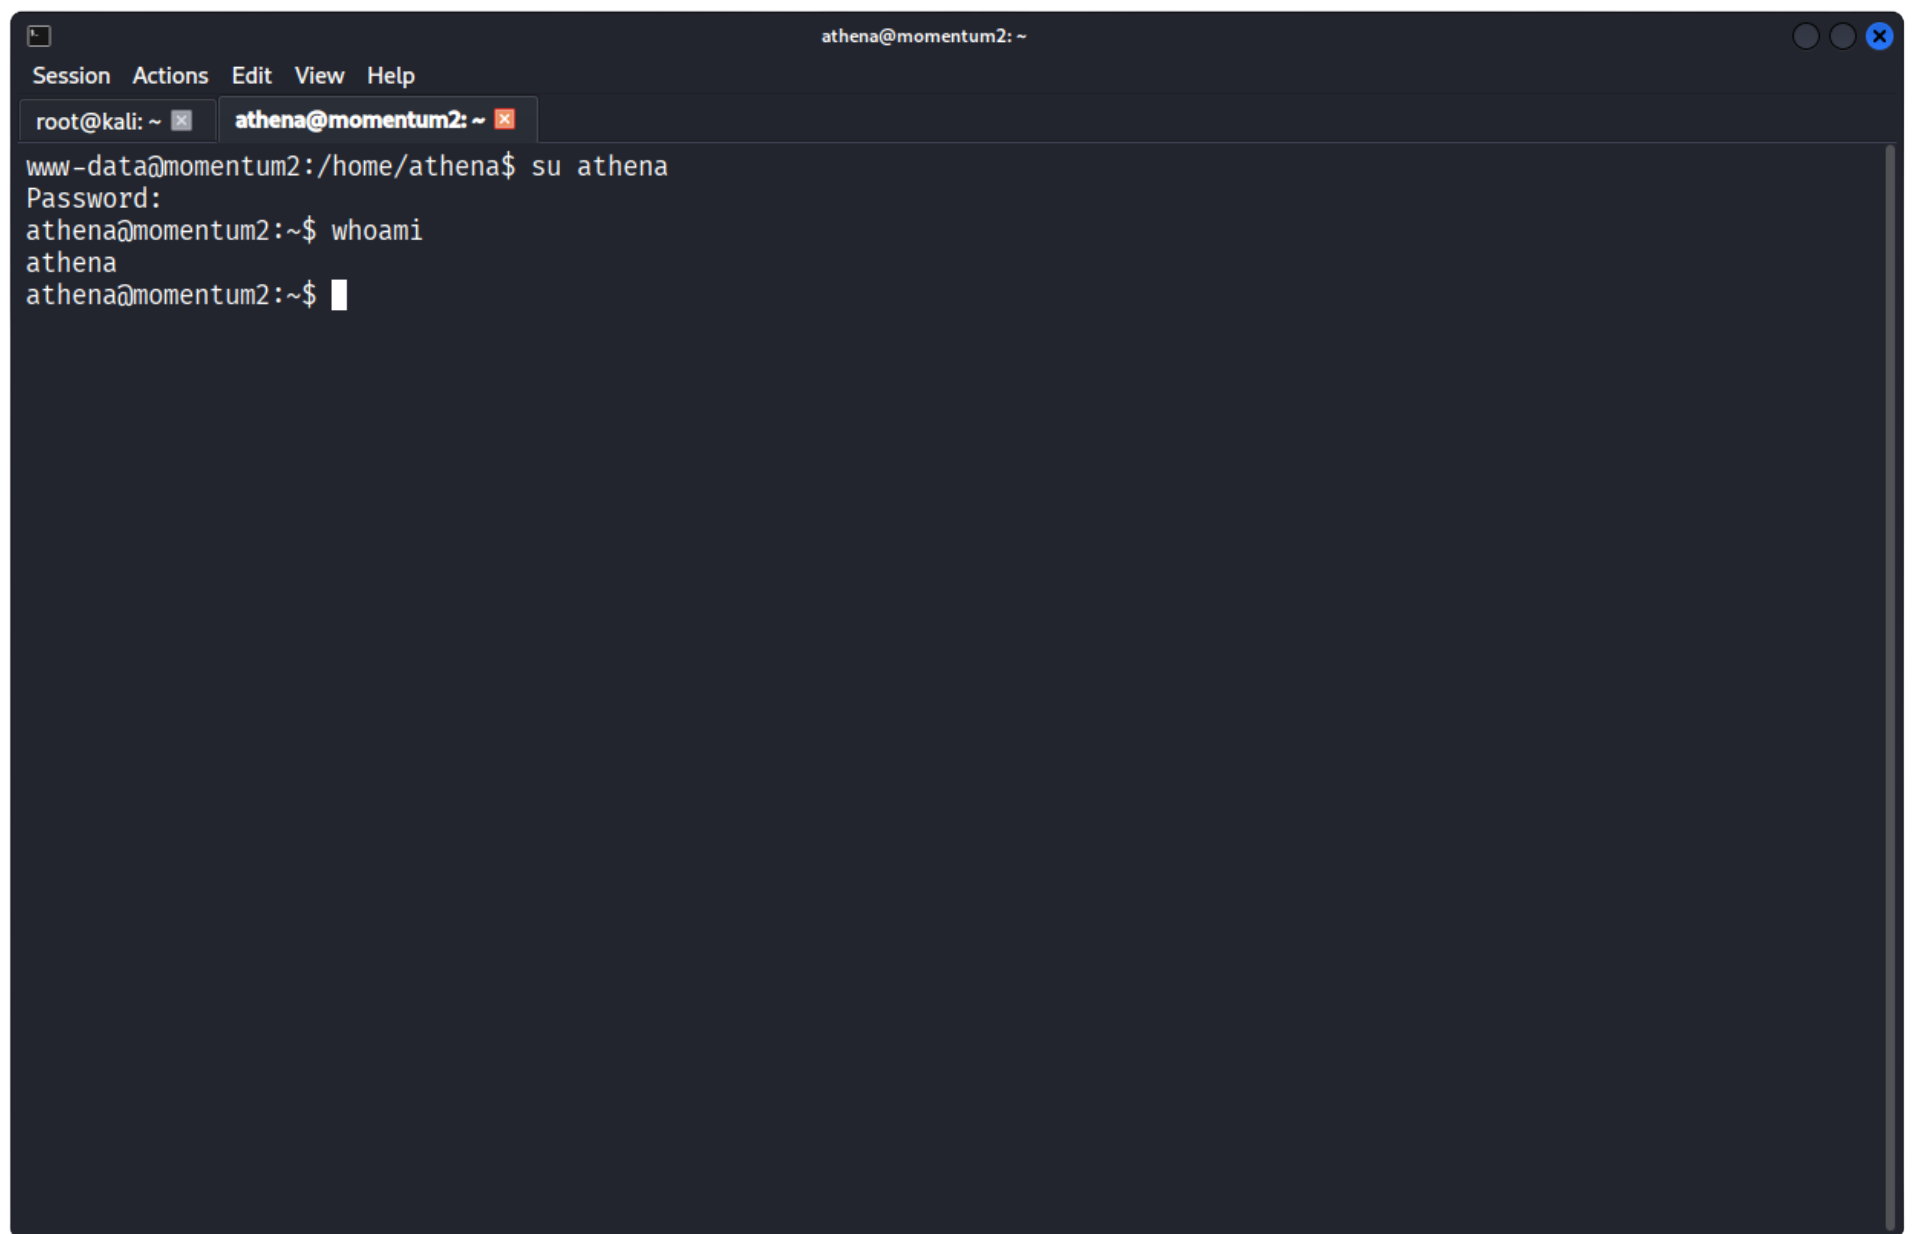 athena@momentum2: ~
Session Actions Edit View Help
root@kali: ~ athena@momentum2: ~
www-data@momentum2:/home/athena$ su athena
Password:
athena@momentum2:~$ whoami
athena
athena@momentum2:~$